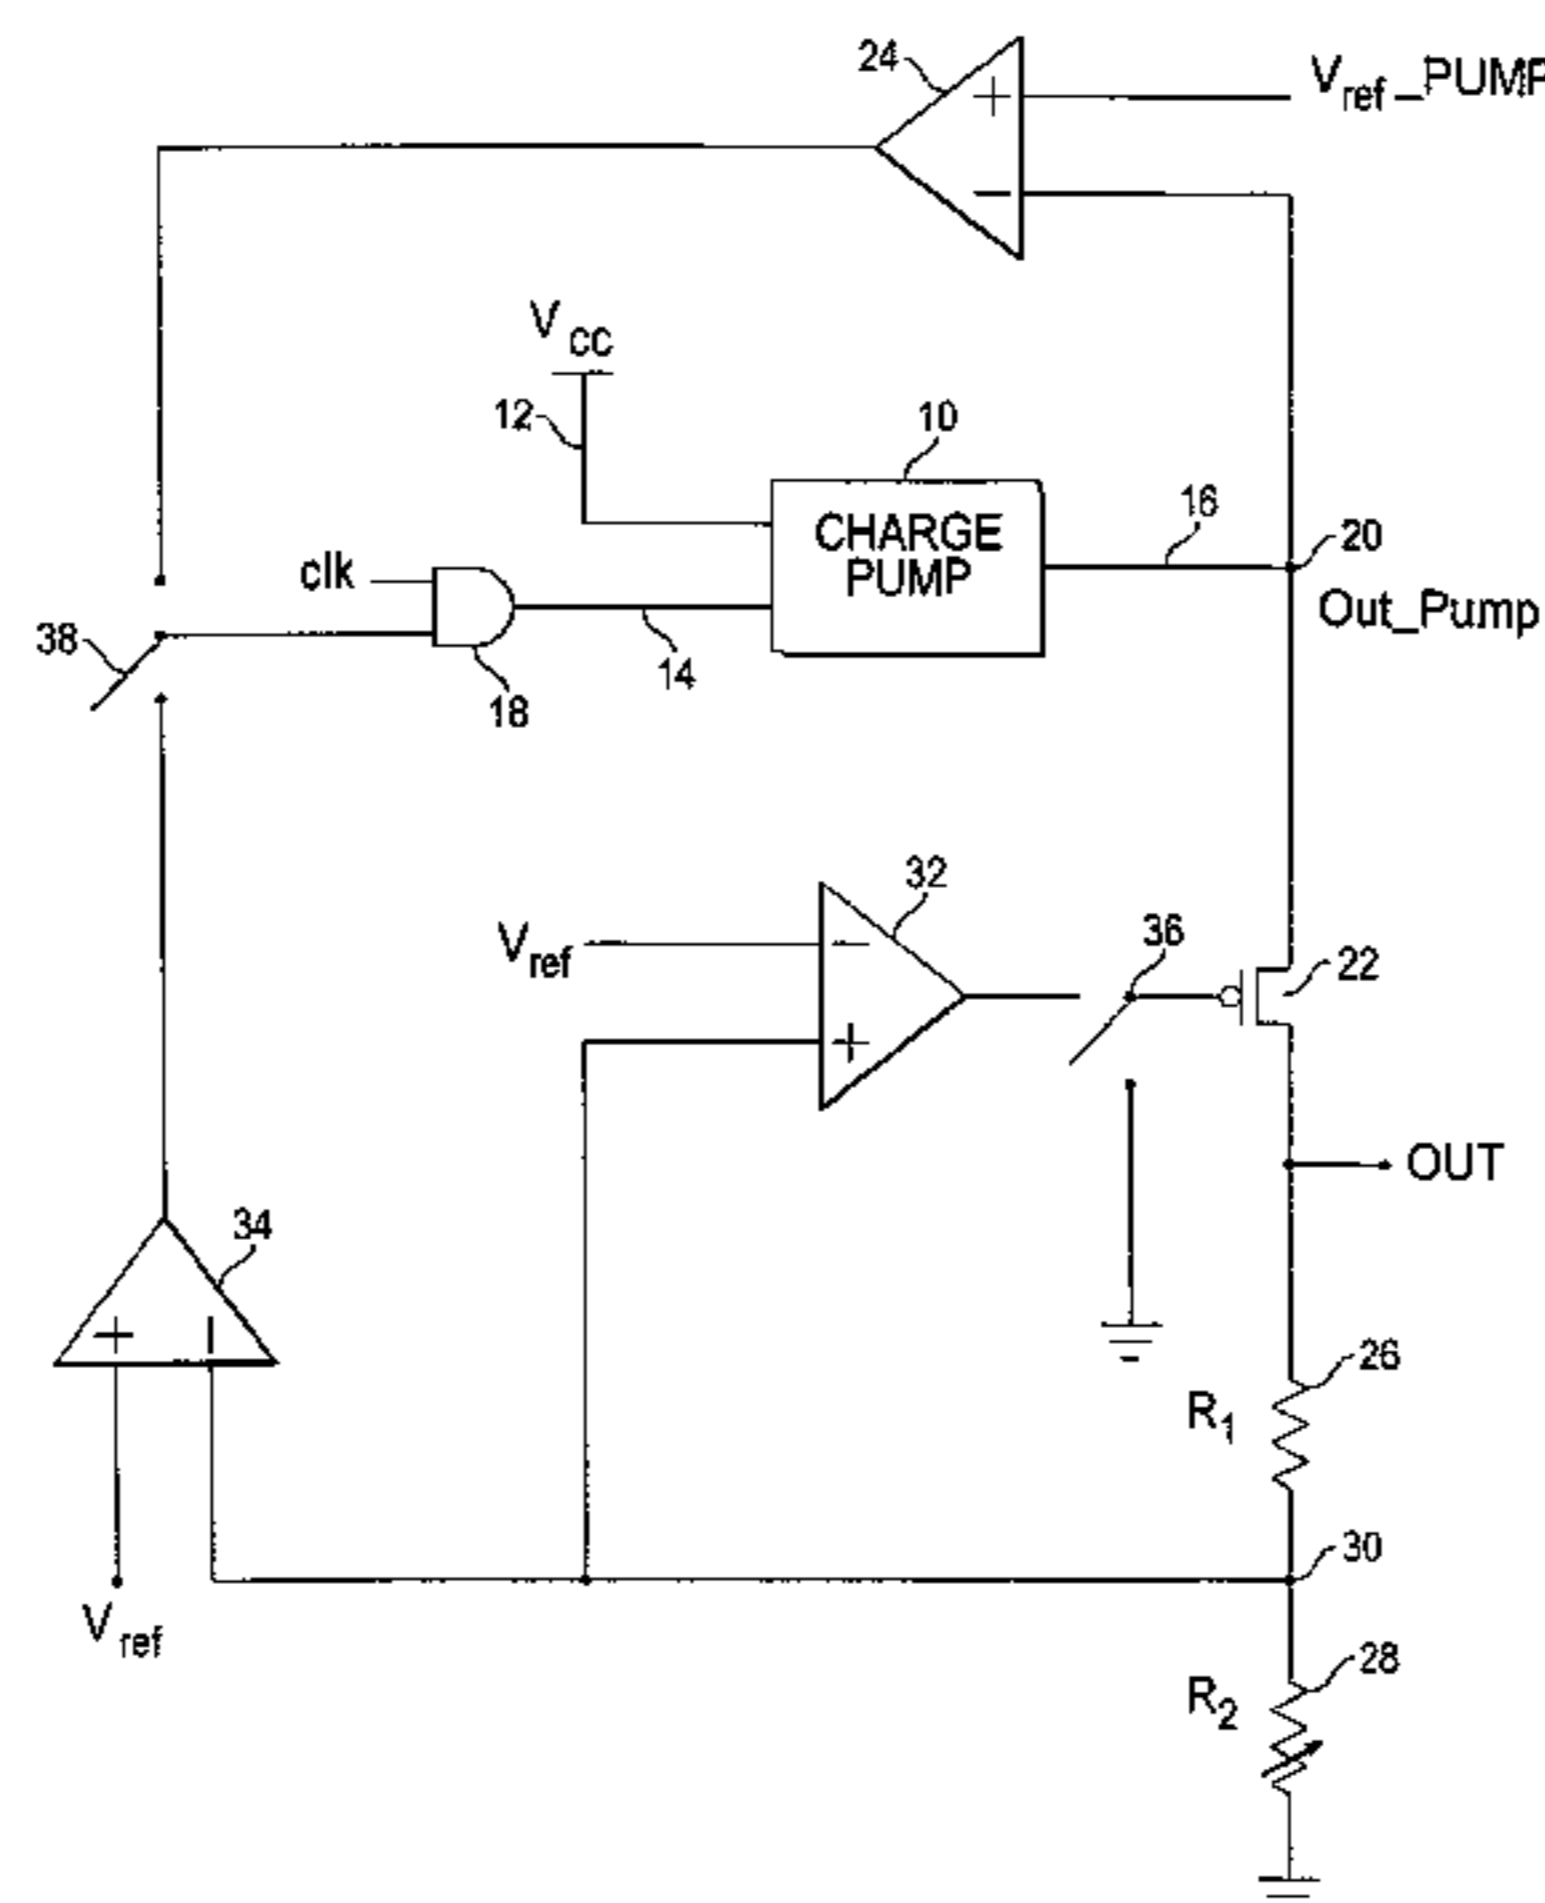 24
+
Vref_PUMP
−
Vcc
12
10
CHARGE
PUMP
16
20
Out_Pump
clk
38
14
18
32
36
Vref
−
22
+
OUT
34
+
−
26
R1
30
Vref
28
R2